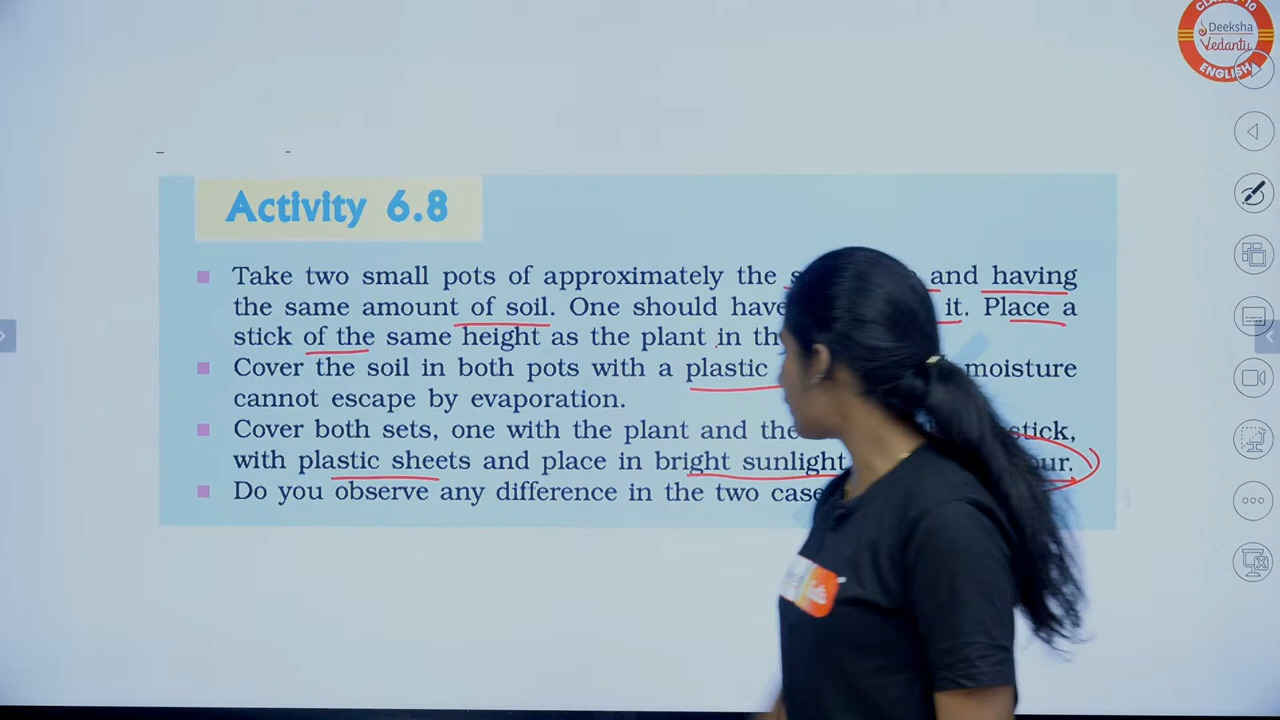 CLASS 6-10
Deeksha
Vedantu
ENGLISH
Activity 6.8
Take two small pots of approximately the and having
the same amount of soil. One should have it. Place a
stick of the same height as the plant in
Cover the soil in both pots with a plastic moisture
cannot escape by evaporation.
Cover both sets, one with the plant and the stick,
with plastic sheets and place in bright sunlight
Do you observe any difference in the two